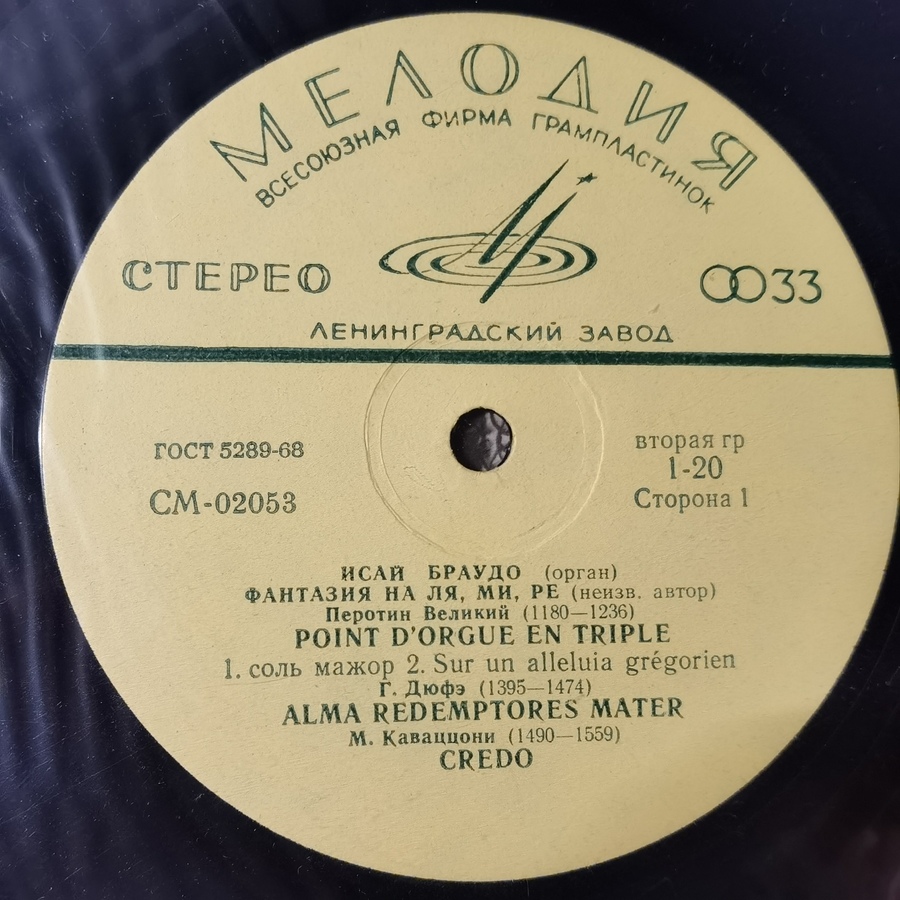 МЕЛОДИЯ
ВСЕСОЮЗНАЯ ФИРМА ГРАМПЛАСТИНОК
СТЕРЕО
33
ЛЕНИНГРАДСКИЙ ЗАВОД
ГОСТ 5289-68
СМ-02053
вторая гр
1-20
Сторона 1
ИСАЙ БРАУДО (орган)
ФАНТАЗИЯ НА ЛЯ, МИ, РЕ (неизв. автор)
Перотин Великий (1180—1236)
POINT D'ORGUE EN TRIPLE
1. соль мажор 2. Sur un alleluia grégorien
Г. Дюфэ (1395—1474)
ALMA REDEMPTORES MATER
М. Каваццони (1490—1559)
CREDO